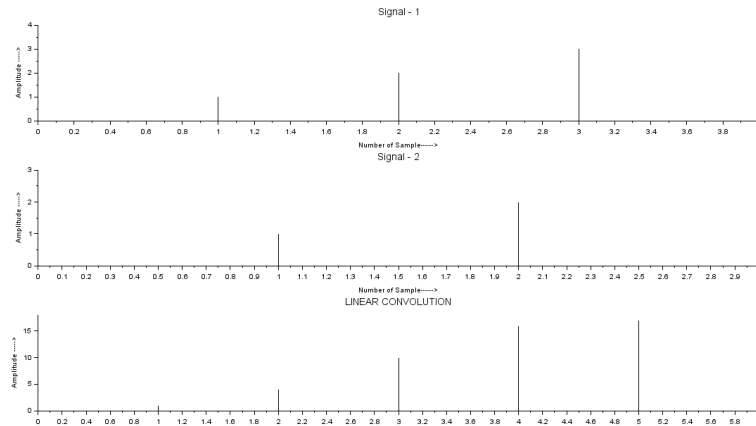 Signal - 1
Amplitude ----->
4
3
2
1
0
0 0.2 0.4 0.6 0.8 1 1.2 1.4 1.6 1.8 2 2.2 2.4 2.6 2.8 3 3.2 3.4 3.6 3.8
Number of Sample------>
Signal - 2
Amplitude ----->
3
2
1
0
0 0.1 0.2 0.3 0.4 0.5 0.6 0.7 0.8 0.9 1 1.1 1.2 1.3 1.4 1.5 1.6 1.7 1.8 1.9 2 2.1 2.2 2.3 2.4 2.5 2.6 2.7 2.8 2.9
Number of Sample------>
LINEAR CONVOLUTION
Amplitude ----->
15
10
5
0
0 0.2 0.4 0.6 0.8 1 1.2 1.4 1.6 1.8 2 2.2 2.4 2.6 2.8 3 3.2 3.4 3.6 3.8 4 4.2 4.4 4.6 4.8 5 5.2 5.4 5.6 5.8